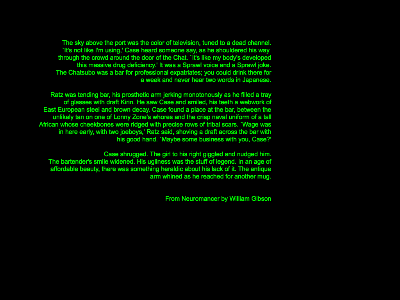 The sky above the port was the color of television, tuned to a dead channel.
"It's not like I'm using," Case heard someone say, as he shouldered his way
through the crowd around the door of the Chat. "It's like my body's developed
this massive drug deficiency." It was a Sprawl voice and a Sprawl joke.
The Chatsubo was a bar for professional expatriates; you could drink there for
a week and never hear two words in Japanese.
Ratz was tending bar, his prosthetic arm jerking monotonously as he filled a tray
of glasses with draft Kirin. He saw Case and smiled, his teeth a webwork of
East European steel and brown decay. Case found a place at the bar, between the
unlikely tan on one of Lonny Zone's whores and the crisp naval uniform of a tall
African whose cheekbones were ridged with precise rows of tribal scars. "Wage was
in here early, with two joeboys," Ratz said, shoving a draft across the bar with
his good hand. "Maybe some business with you, Case?"
Case shrugged. The girl to his right giggled and nudged him.
The bartender's smile widened. His ugliness was the stuff of legend. In an age of
affordable beauty, there was something heraldic about his lack of it. The antique
arm whined as he reached for another mug.
From Neuromancer by William Gibson